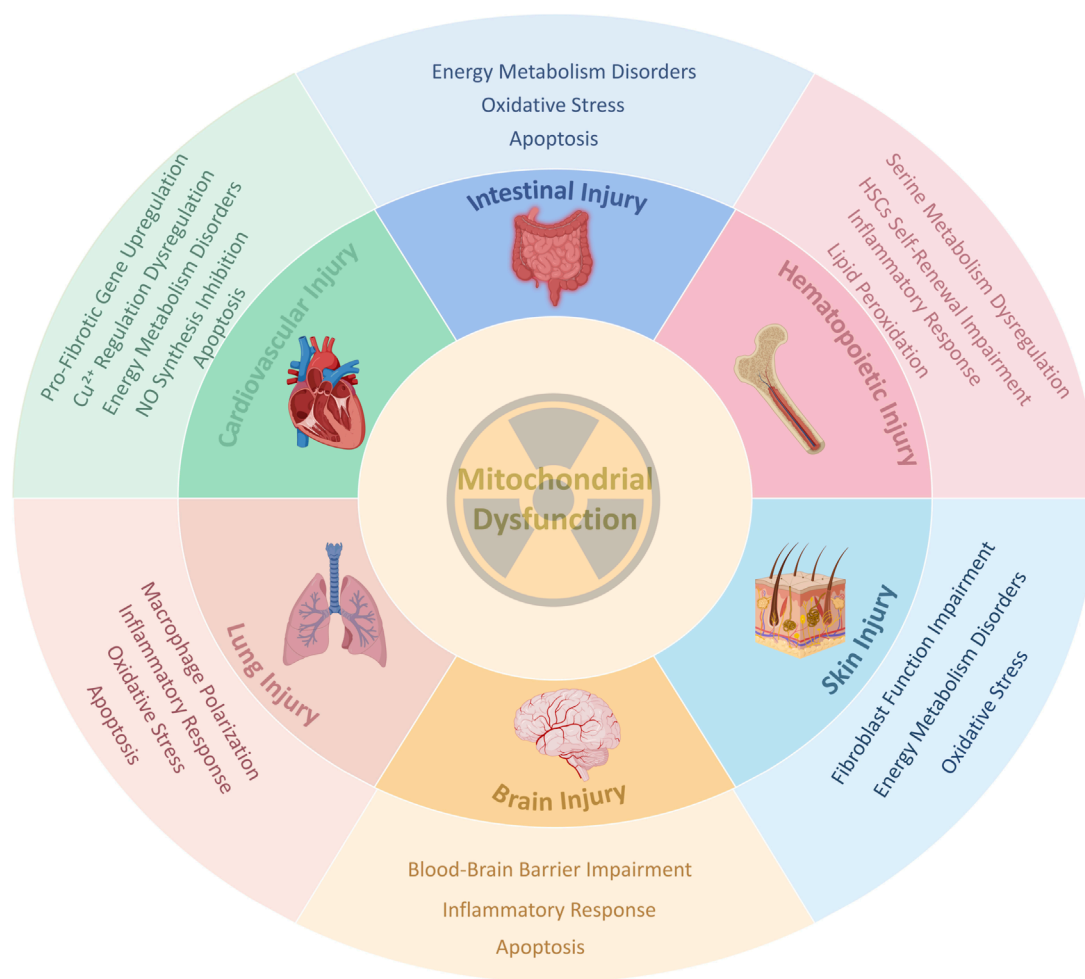 Energy Metabolism Disorders
Oxidative Stress
Apoptosis
Intestinal Injury
Serine Metabolism Dysregulation
HSCs Self-Renewal Impairment
Inflammatory Response
Lipid Peroxidation
Hematopoietic Injury
Fibroblast Function Impairment
Energy Metabolism Disorders
Oxidative Stress
Skin Injury
Brain Injury
Blood-Brain Barrier Impairment
Inflammatory Response
Apoptosis
Lung Injury
Macrophage Polarization
Inflammatory Response
Oxidative Stress
Apoptosis
Pro-Fibrotic Gene Upregulation
Cu²⁺ Regulation Dysregulation
Energy Metabolism Disorders
NO Synthesis Inhibition
Apoptosis
Cardiovascular Injury
Mitochondrial
Dysfunction